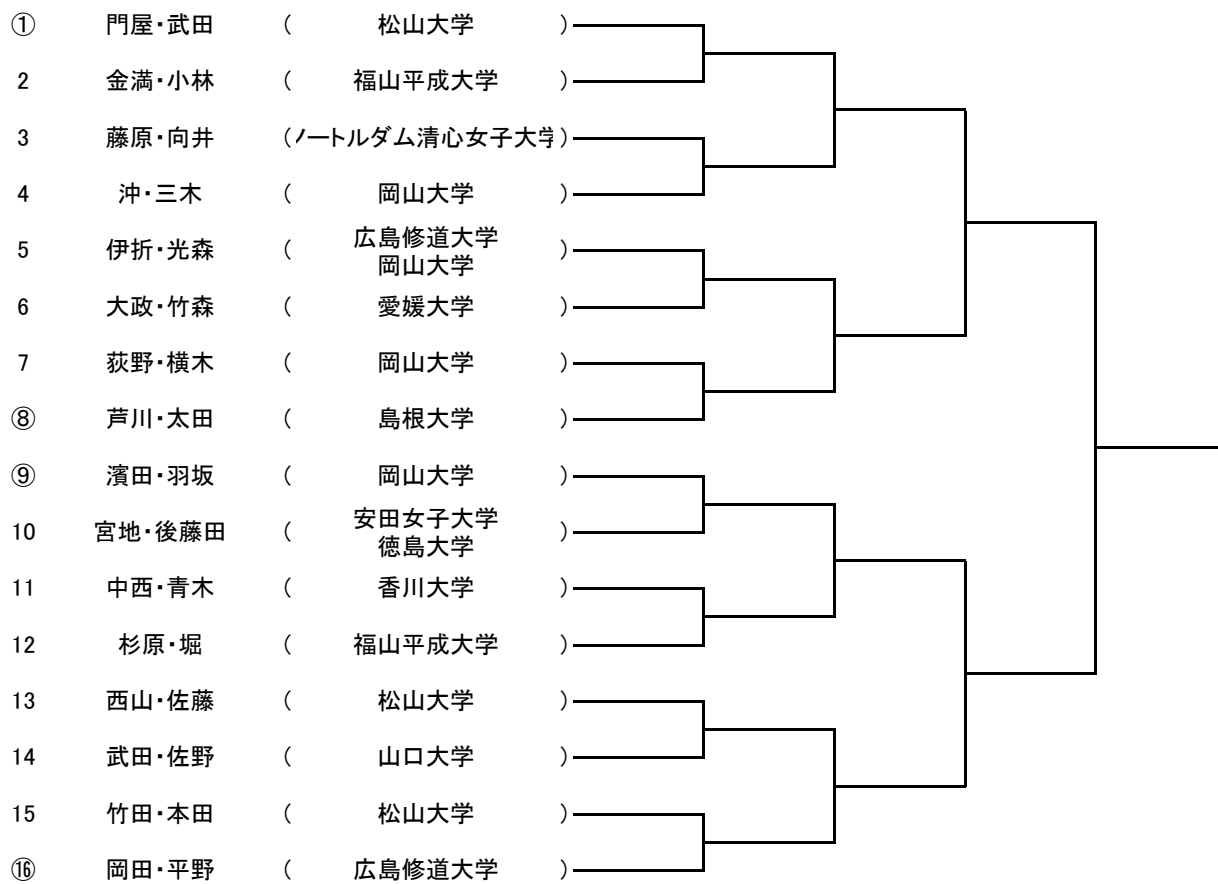 ① 門屋・武田 ( 松山大学 )
2 金満・小林 ( 福山平成大学 )
3 藤原・向井 (ノートルダム清心女子大学)
4 沖・三木 ( 岡山大学 )
5 伊折・光森 ( 広島修道大学
岡山大学 )
6 大政・竹森 ( 愛媛大学 )
7 荻野・横木 ( 岡山大学 )
⑧ 芦川・太田 ( 島根大学 )
⑨ 濱田・羽坂 ( 岡山大学 )
10 宮地・後藤田 ( 安田女子大学
徳島大学 )
11 中西・青木 ( 香川大学 )
12 杉原・堀 ( 福山平成大学 )
13 西山・佐藤 ( 松山大学 )
14 武田・佐野 ( 山口大学 )
15 竹田・本田 ( 松山大学 )
⑯ 岡田・平野 ( 広島修道大学 )